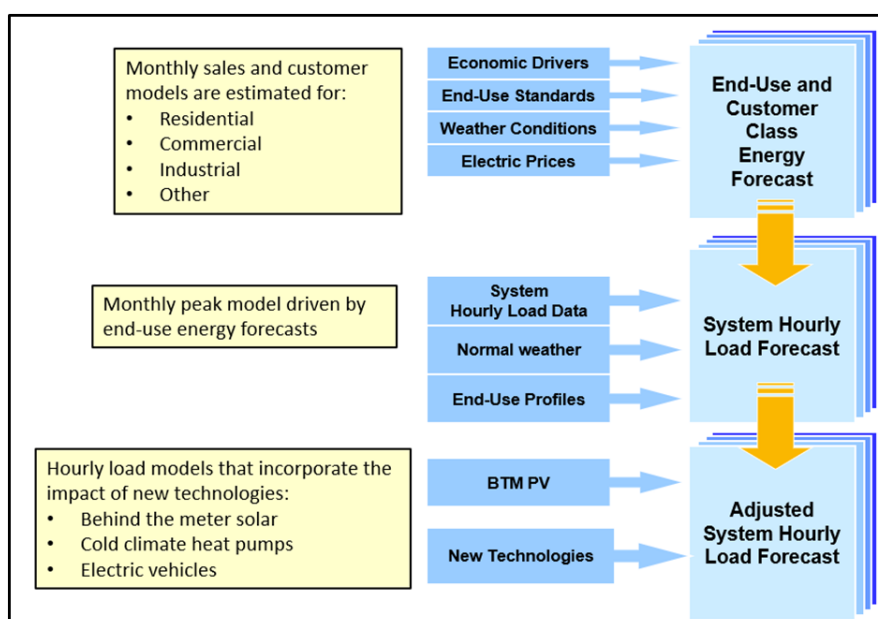 Monthly sales and customer
models are estimated for:
• Residential
• Commercial
• Industrial
• Other
Economic Drivers
End-Use Standards
Weather Conditions
Electric Prices
End-Use and
Customer
Class
Energy
Forecast
Monthly peak model driven by
end-use energy forecasts
System
Hourly Load Data
Normal weather
End-Use Profiles
System Hourly
Load Forecast
Hourly load models that incorporate the
impact of new technologies:
• Behind the meter solar
• Cold climate heat pumps
• Electric vehicles
BTM PV
New Technologies
Adjusted
System Hourly
Load Forecast